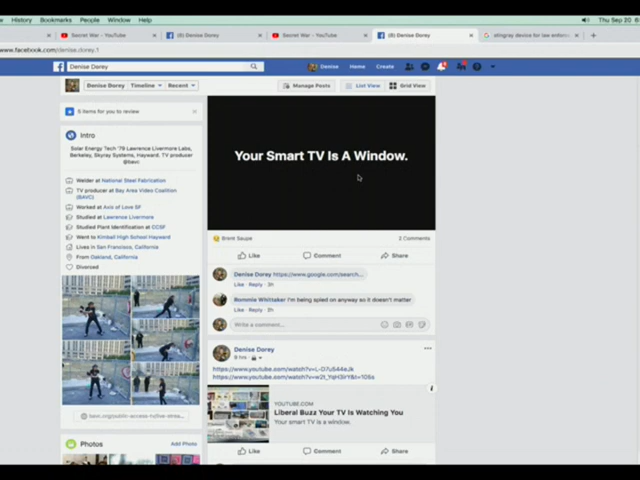 History Bookmarks People Window Help
Thu Sep 20
Secret War - YouTube
(6) Denise Dorey
Secret War - YouTube
(6) Denise Dorey
stingray device for law enforc
www.facebook.com/denise.dorey.1
Denise Dorey
Denise Home Create
Denise Dorey Timeline Recent
Manage Posts List View Grid View
5 items for you to review
Intro
Solar Energy Tech '79 Lawrence Livermore Labs,
Berkeley, Skyray Systems, Hayward. TV producer
@bavc
Welder at National Steel Fabrication
TV producer at Bay Area Video Coalition
(BAVC)
Worked at Axis of Love SF
Studied at Lawrence Livermore
Studied Plant Identification at CCSF
Went to Kimball High School Hayward
Lives in San Francisco, California
From Oakland, California
Divorced
Photos Add Photo
Your Smart TV Is A Window.
Brent Saupe 2 Comments
Like Comment Share
Denise Dorey https://www.google.com/search...
Like · Reply · 3h
Ronnnie Whittaker I'm being spied on anyway so it doesn't matter
Like · Reply · 3h
Write a comment...
Denise Dorey
9 hrs
YOUTUBE.COM
Liberal Buzz Your TV Is Watching You
Your smart TV is a window.
Like Comment Share